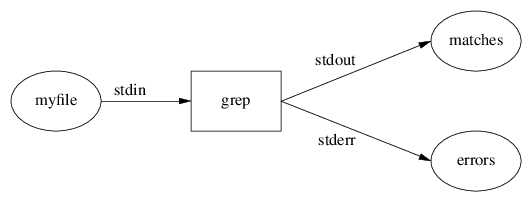 myfile
stdin
grep
stdout
matches
stderr
errors